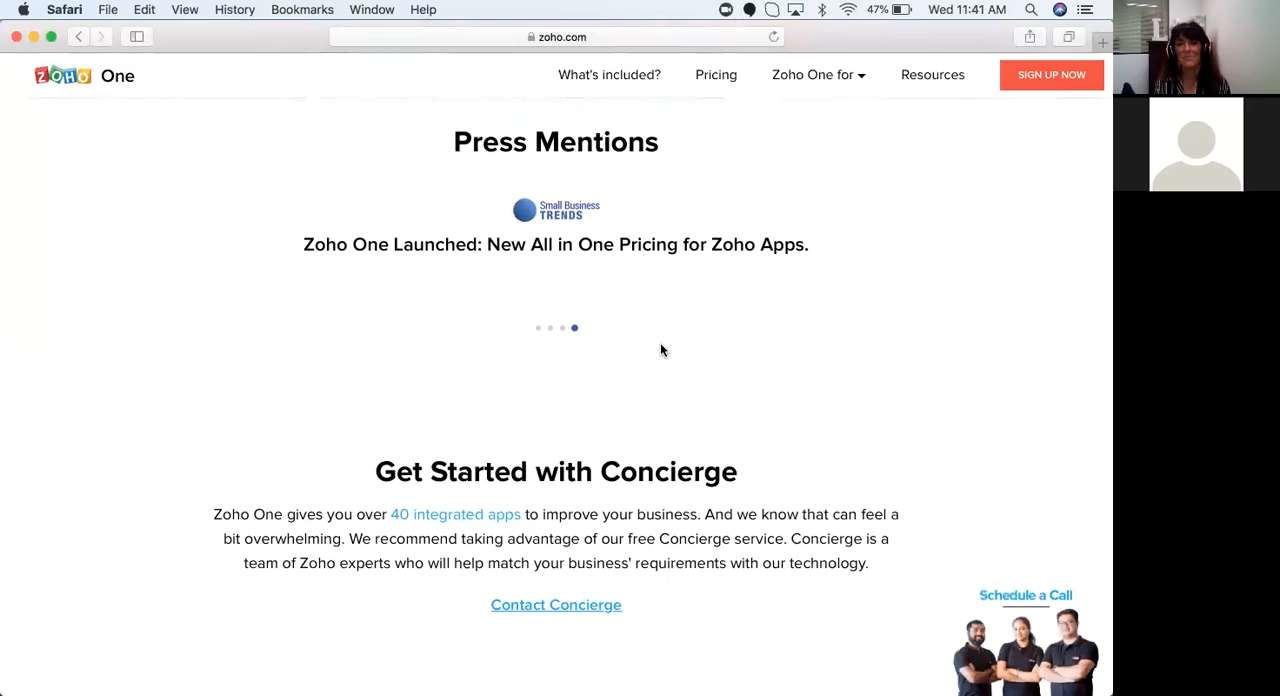 Safari File Edit View History Bookmarks Window Help 47% Wed 11:41 AM
zoho.com
ZOHO One What's included? Pricing Zoho One for Resources SIGN UP NOW
Press Mentions
Small Business
TRENDS
Zoho One Launched: New All in One Pricing for Zoho Apps.
Get Started with Concierge
Zoho One gives you over 40 integrated apps to improve your business. And we know that can feel a
bit overwhelming. We recommend taking advantage of our free Concierge service. Concierge is a
team of Zoho experts who will help match your business' requirements with our technology.
Contact Concierge
Schedule a Call